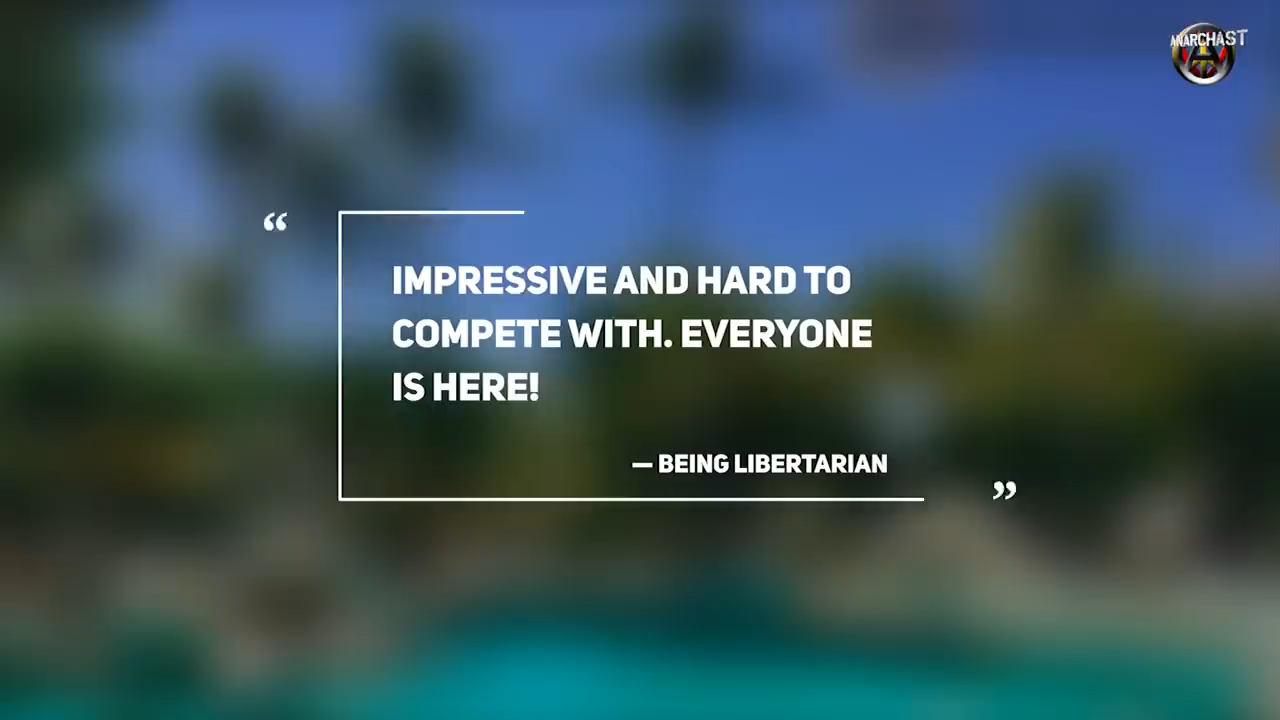 ANARCHAST
“
IMPRESSIVE AND HARD TO
COMPETE WITH. EVERYONE
IS HERE!
— BEING LIBERTARIAN
”